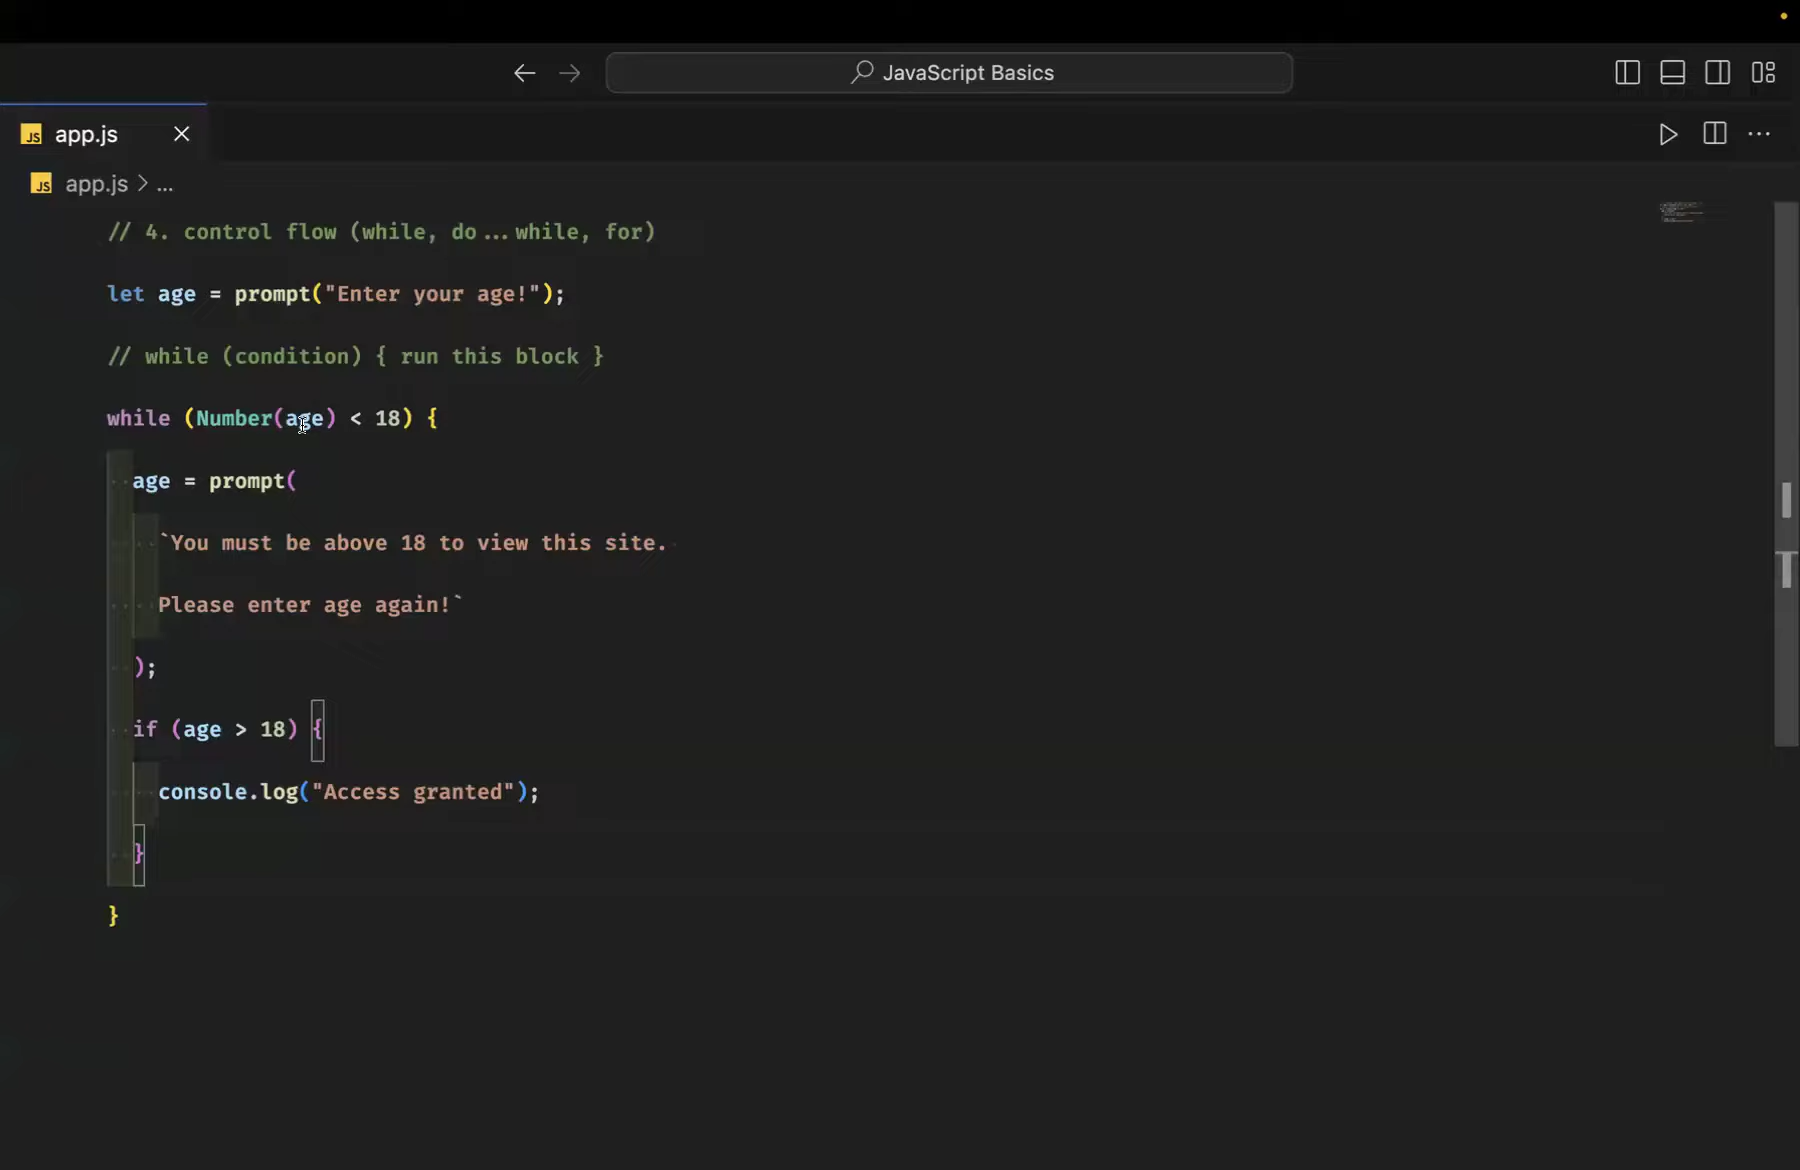 JavaScript Basics
JS app.js
JS app.js > ...
// 4. control flow (while, do...while, for)
let age = prompt("Enter your age!");
// while (condition) { run this block }
while (Number(age) < 18) {
age = prompt(
`You must be above 18 to view this site.
Please enter age again!`
);
if (age > 18) {
console.log("Access granted");
}
}